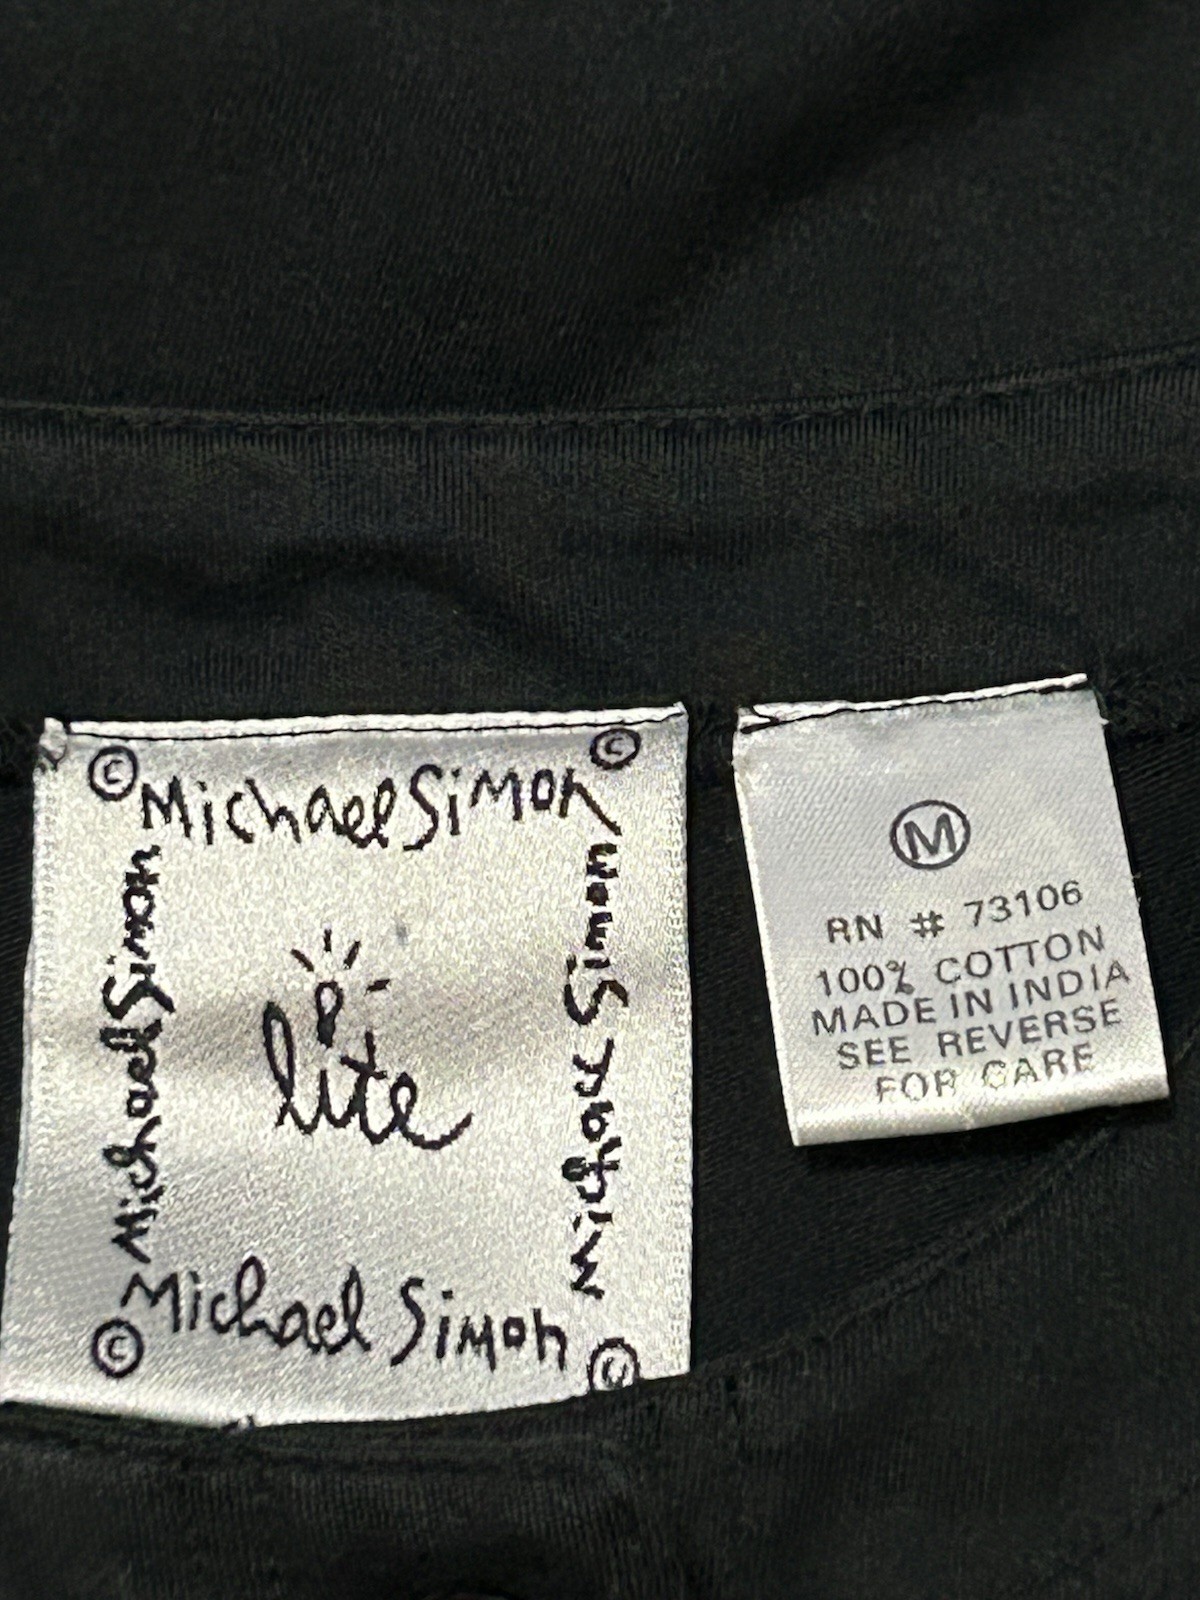 © Michael Simon ©
Michael Simon
Michael Simon
lite
© Michael Simon ©
M
RN # 73106
100% COTTON
MADE IN INDIA
SEE REVERSE
FOR CARE